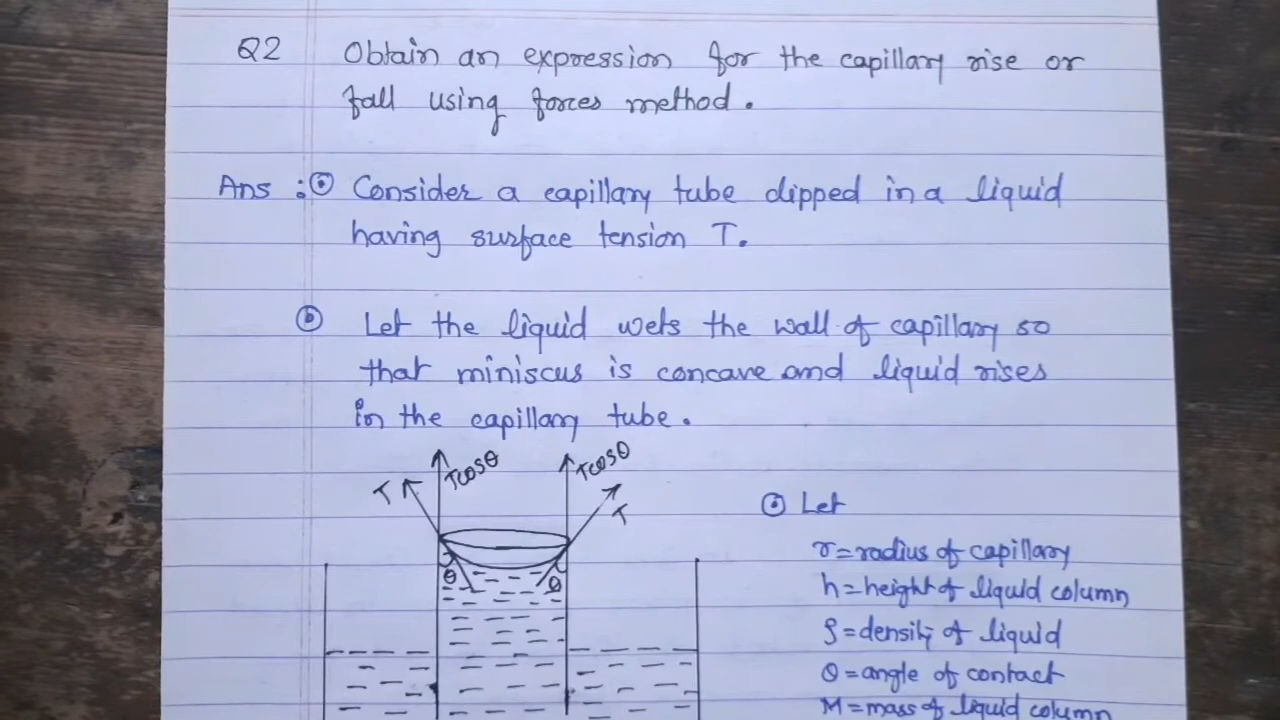 Q2 Obtain an expression for the capillary rise or
fall using forces method.
Ans : Consider a capillary tube dipped in a liquid
having surface tension T.
Let the liquid wets the wall of capillary so
that miniscus is concave and liquid rises
in the capillary tube.
T Tcosθ Tcosθ T
Let
θ θ
r = radius of capillary
h = height of liquid column
ρ = density of liquid
θ = angle of contact
M = mass of liquid column